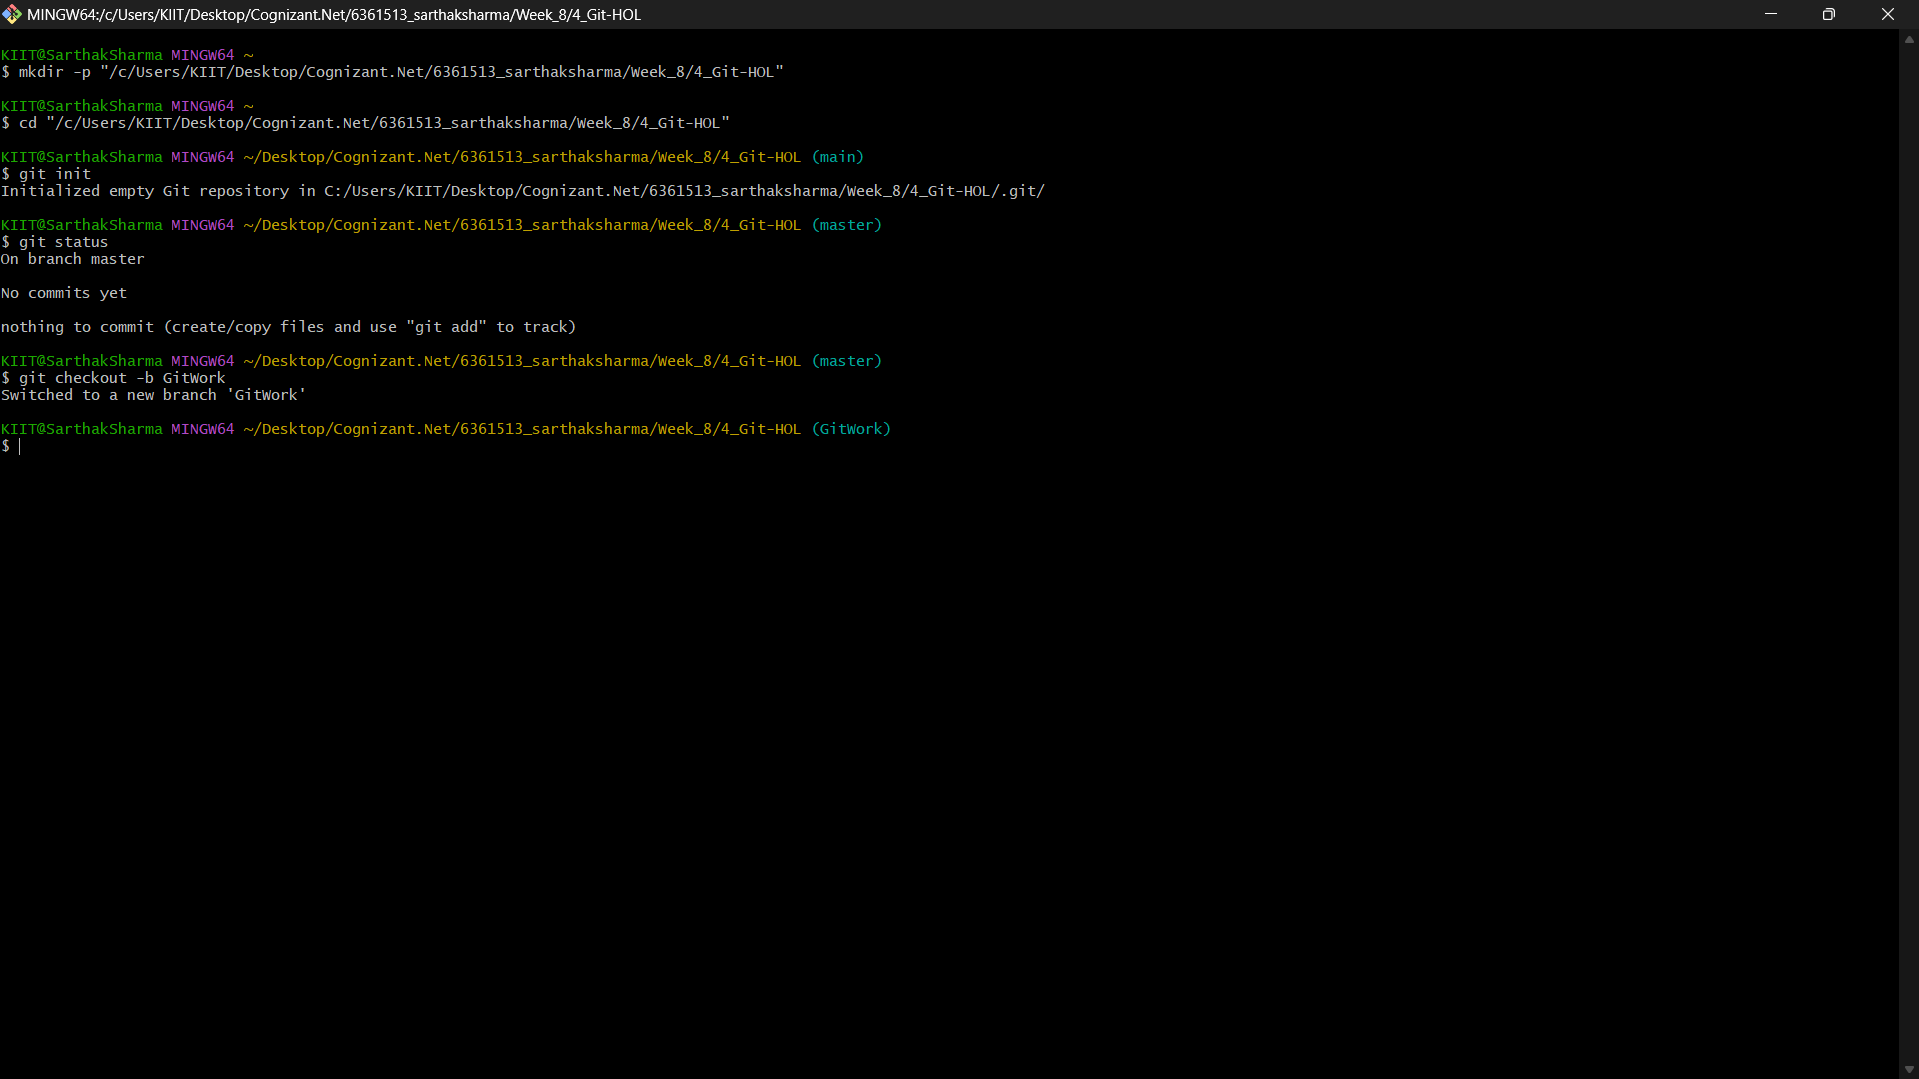 MINGW64:/c/Users/KIIT/Desktop/Cognizant.Net/6361513_sarthaksharma/Week_8/4_Git-HOL
KIIT@SarthakSharma MINGW64 ~
$ mkdir -p "/c/Users/KIIT/Desktop/Cognizant.Net/6361513_sarthaksharma/Week_8/4_Git-HOL"
KIIT@SarthakSharma MINGW64 ~
$ cd "/c/Users/KIIT/Desktop/Cognizant.Net/6361513_sarthaksharma/Week_8/4_Git-HOL"
KIIT@SarthakSharma MINGW64 ~/Desktop/Cognizant.Net/6361513_sarthaksharma/Week_8/4_Git-HOL (main)
$ git init
Initialized empty Git repository in C:/Users/KIIT/Desktop/Cognizant.Net/6361513_sarthaksharma/Week_8/4_Git-HOL/.git/
KIIT@SarthakSharma MINGW64 ~/Desktop/Cognizant.Net/6361513_sarthaksharma/Week_8/4_Git-HOL (master)
$ git status
On branch master
No commits yet
nothing to commit (create/copy files and use "git add" to track)
KIIT@SarthakSharma MINGW64 ~/Desktop/Cognizant.Net/6361513_sarthaksharma/Week_8/4_Git-HOL (master)
$ git checkout -b GitWork
Switched to a new branch 'GitWork'
KIIT@SarthakSharma MINGW64 ~/Desktop/Cognizant.Net/6361513_sarthaksharma/Week_8/4_Git-HOL (GitWork)
$